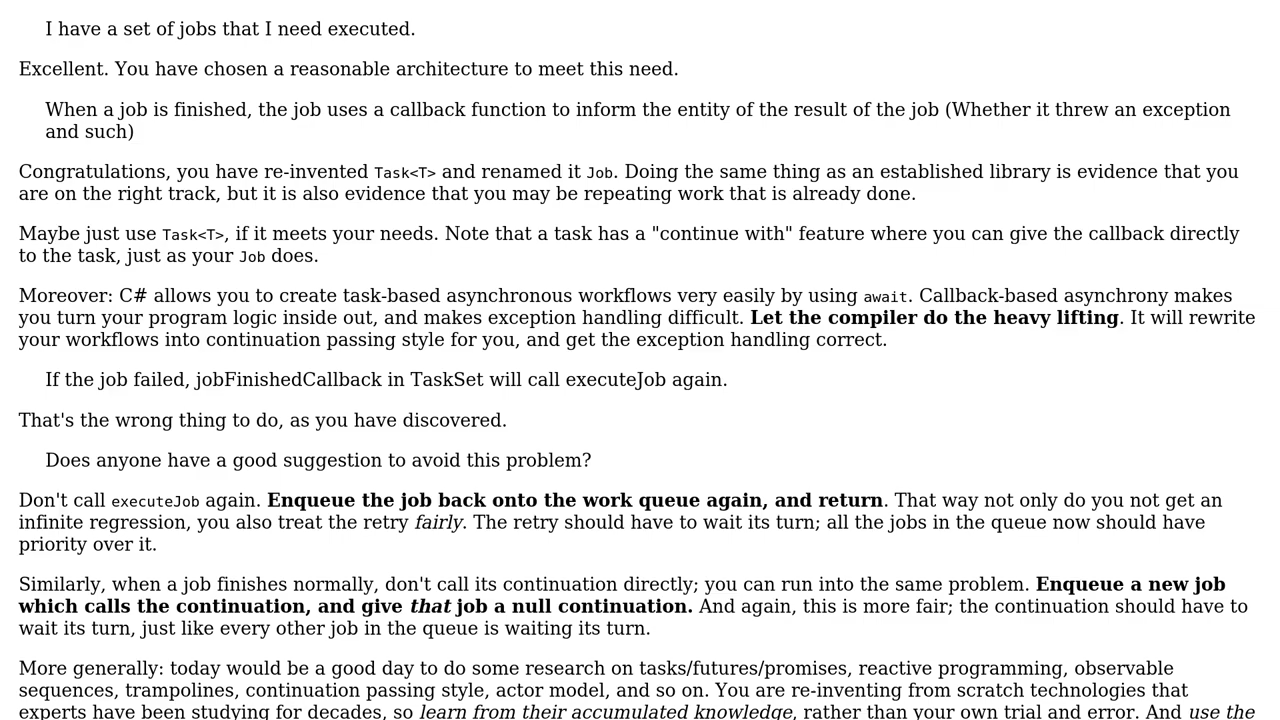 I have a set of jobs that I need executed.
Excellent. You have chosen a reasonable architecture to meet this need.
When a job is finished, the job uses a callback function to inform the entity of the result of the job (Whether it threw an exception
and such)
Congratulations, you have re-invented Task<T> and renamed it Job. Doing the same thing as an established library is evidence that you
are on the right track, but it is also evidence that you may be repeating work that is already done.
Maybe just use Task<T>, if it meets your needs. Note that a task has a "continue with" feature where you can give the callback directly
to the task, just as your Job does.
Moreover: C# allows you to create task-based asynchronous workflows very easily by using await. Callback-based asynchrony makes
you turn your program logic inside out, and makes exception handling difficult. Let the compiler do the heavy lifting. It will rewrite
your workflows into continuation passing style for you, and get the exception handling correct.
If the job failed, jobFinishedCallback in TaskSet will call executeJob again.
That's the wrong thing to do, as you have discovered.
Does anyone have a good suggestion to avoid this problem?
Don't call executeJob again. Enqueue the job back onto the work queue again, and return. That way not only do you not get an
infinite regression, you also treat the retry fairly. The retry should have to wait its turn; all the jobs in the queue now should have
priority over it.
Similarly, when a job finishes normally, don't call its continuation directly; you can run into the same problem. Enqueue a new job
which calls the continuation, and give that job a null continuation. And again, this is more fair; the continuation should have to
wait its turn, just like every other job in the queue is waiting its turn.
More generally: today would be a good day to do some research on tasks/futures/promises, reactive programming, observable
sequences, trampolines, continuation passing style, actor model, and so on. You are re-inventing from scratch technologies that
experts have been studying for decades, so learn from their accumulated knowledge, rather than your own trial and error. And use the